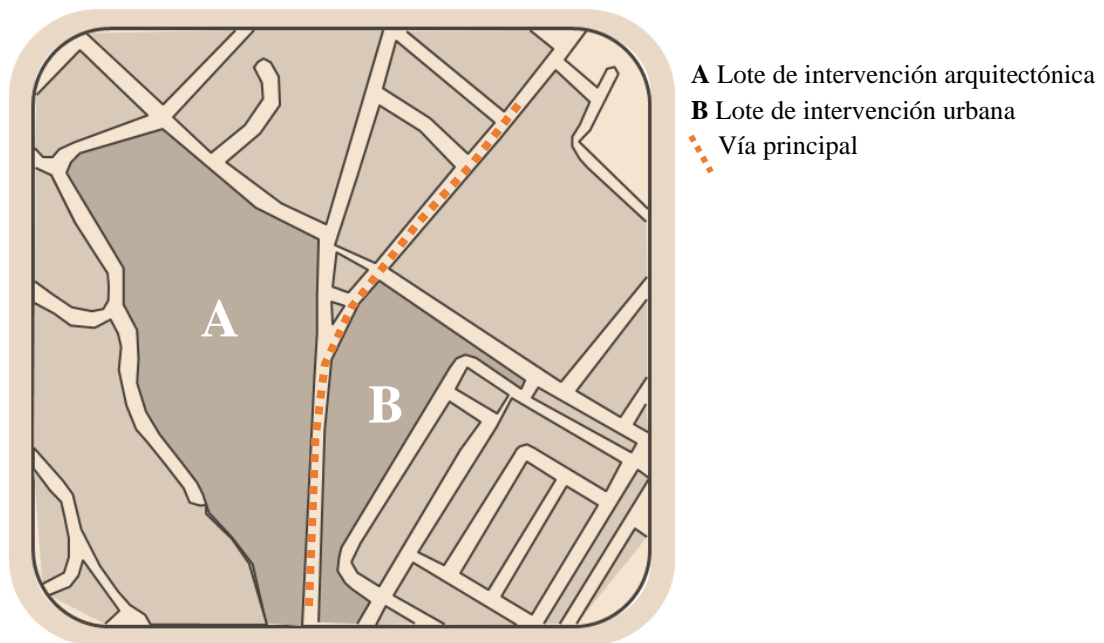 A Lote de intervención arquitectónica
B Lote de intervención urbana
Vía principal
A
B